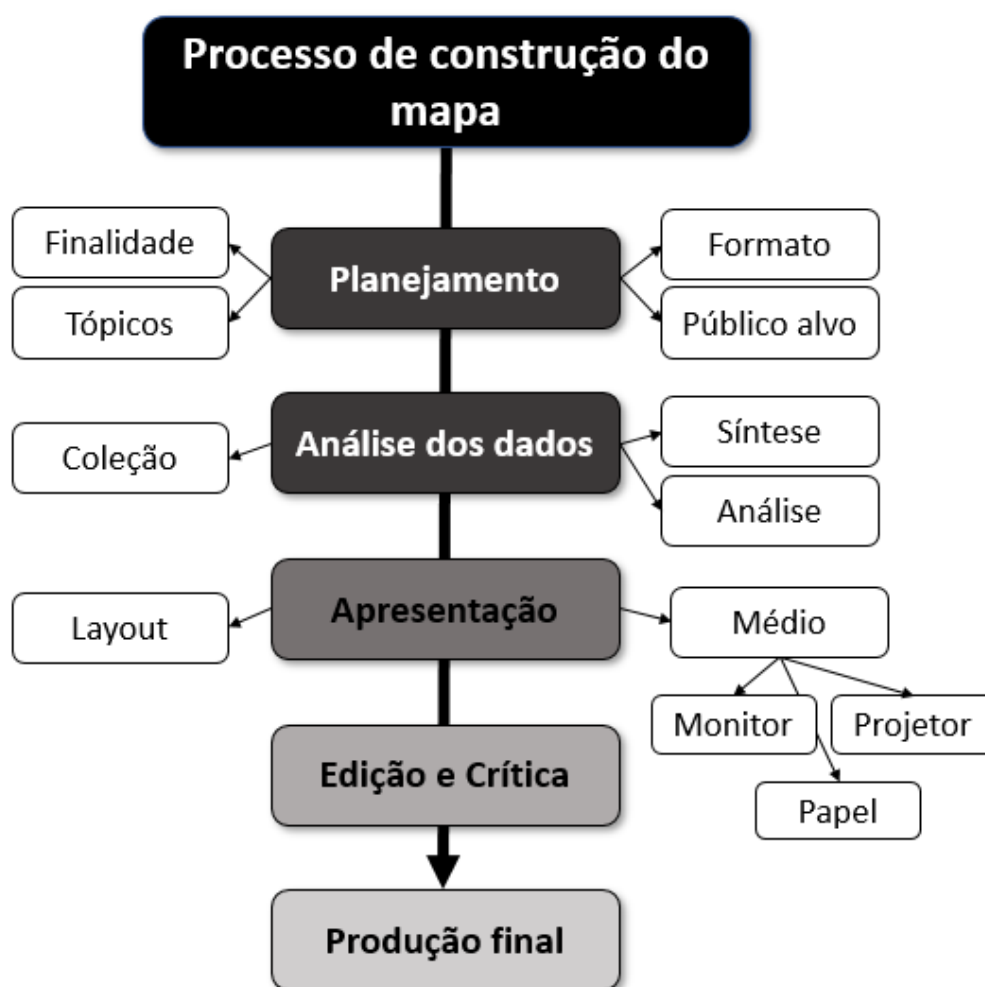 Processo de construção do
mapa
Finalidade
Tópicos
Planejamento
Formato
Público alvo
Coleção
Análise dos dados
Síntese
Análise
Layout
Apresentação
Médio
Monitor
Projetor
Papel
Edição e Crítica
Produção final